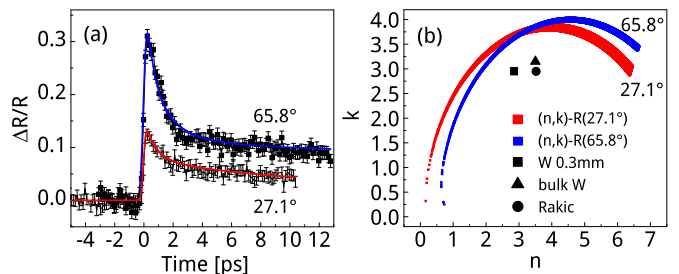 (a)
ΔR/R
0.3
0.2
0.1
0.0
65.8°
27.1°
-4 -2 0 2 4 6 8 10 12
Time [ps]
(b)
k
4.0
3.5
3.0
2.5
2.0
1.5
1.0
0.5
0.0
65.8°
27.1°
(n,k)-R(27.1°)
(n,k)-R(65.8°)
W 0.3mm
bulk W
Rakic
0 1 2 3 4 5 6 7
n